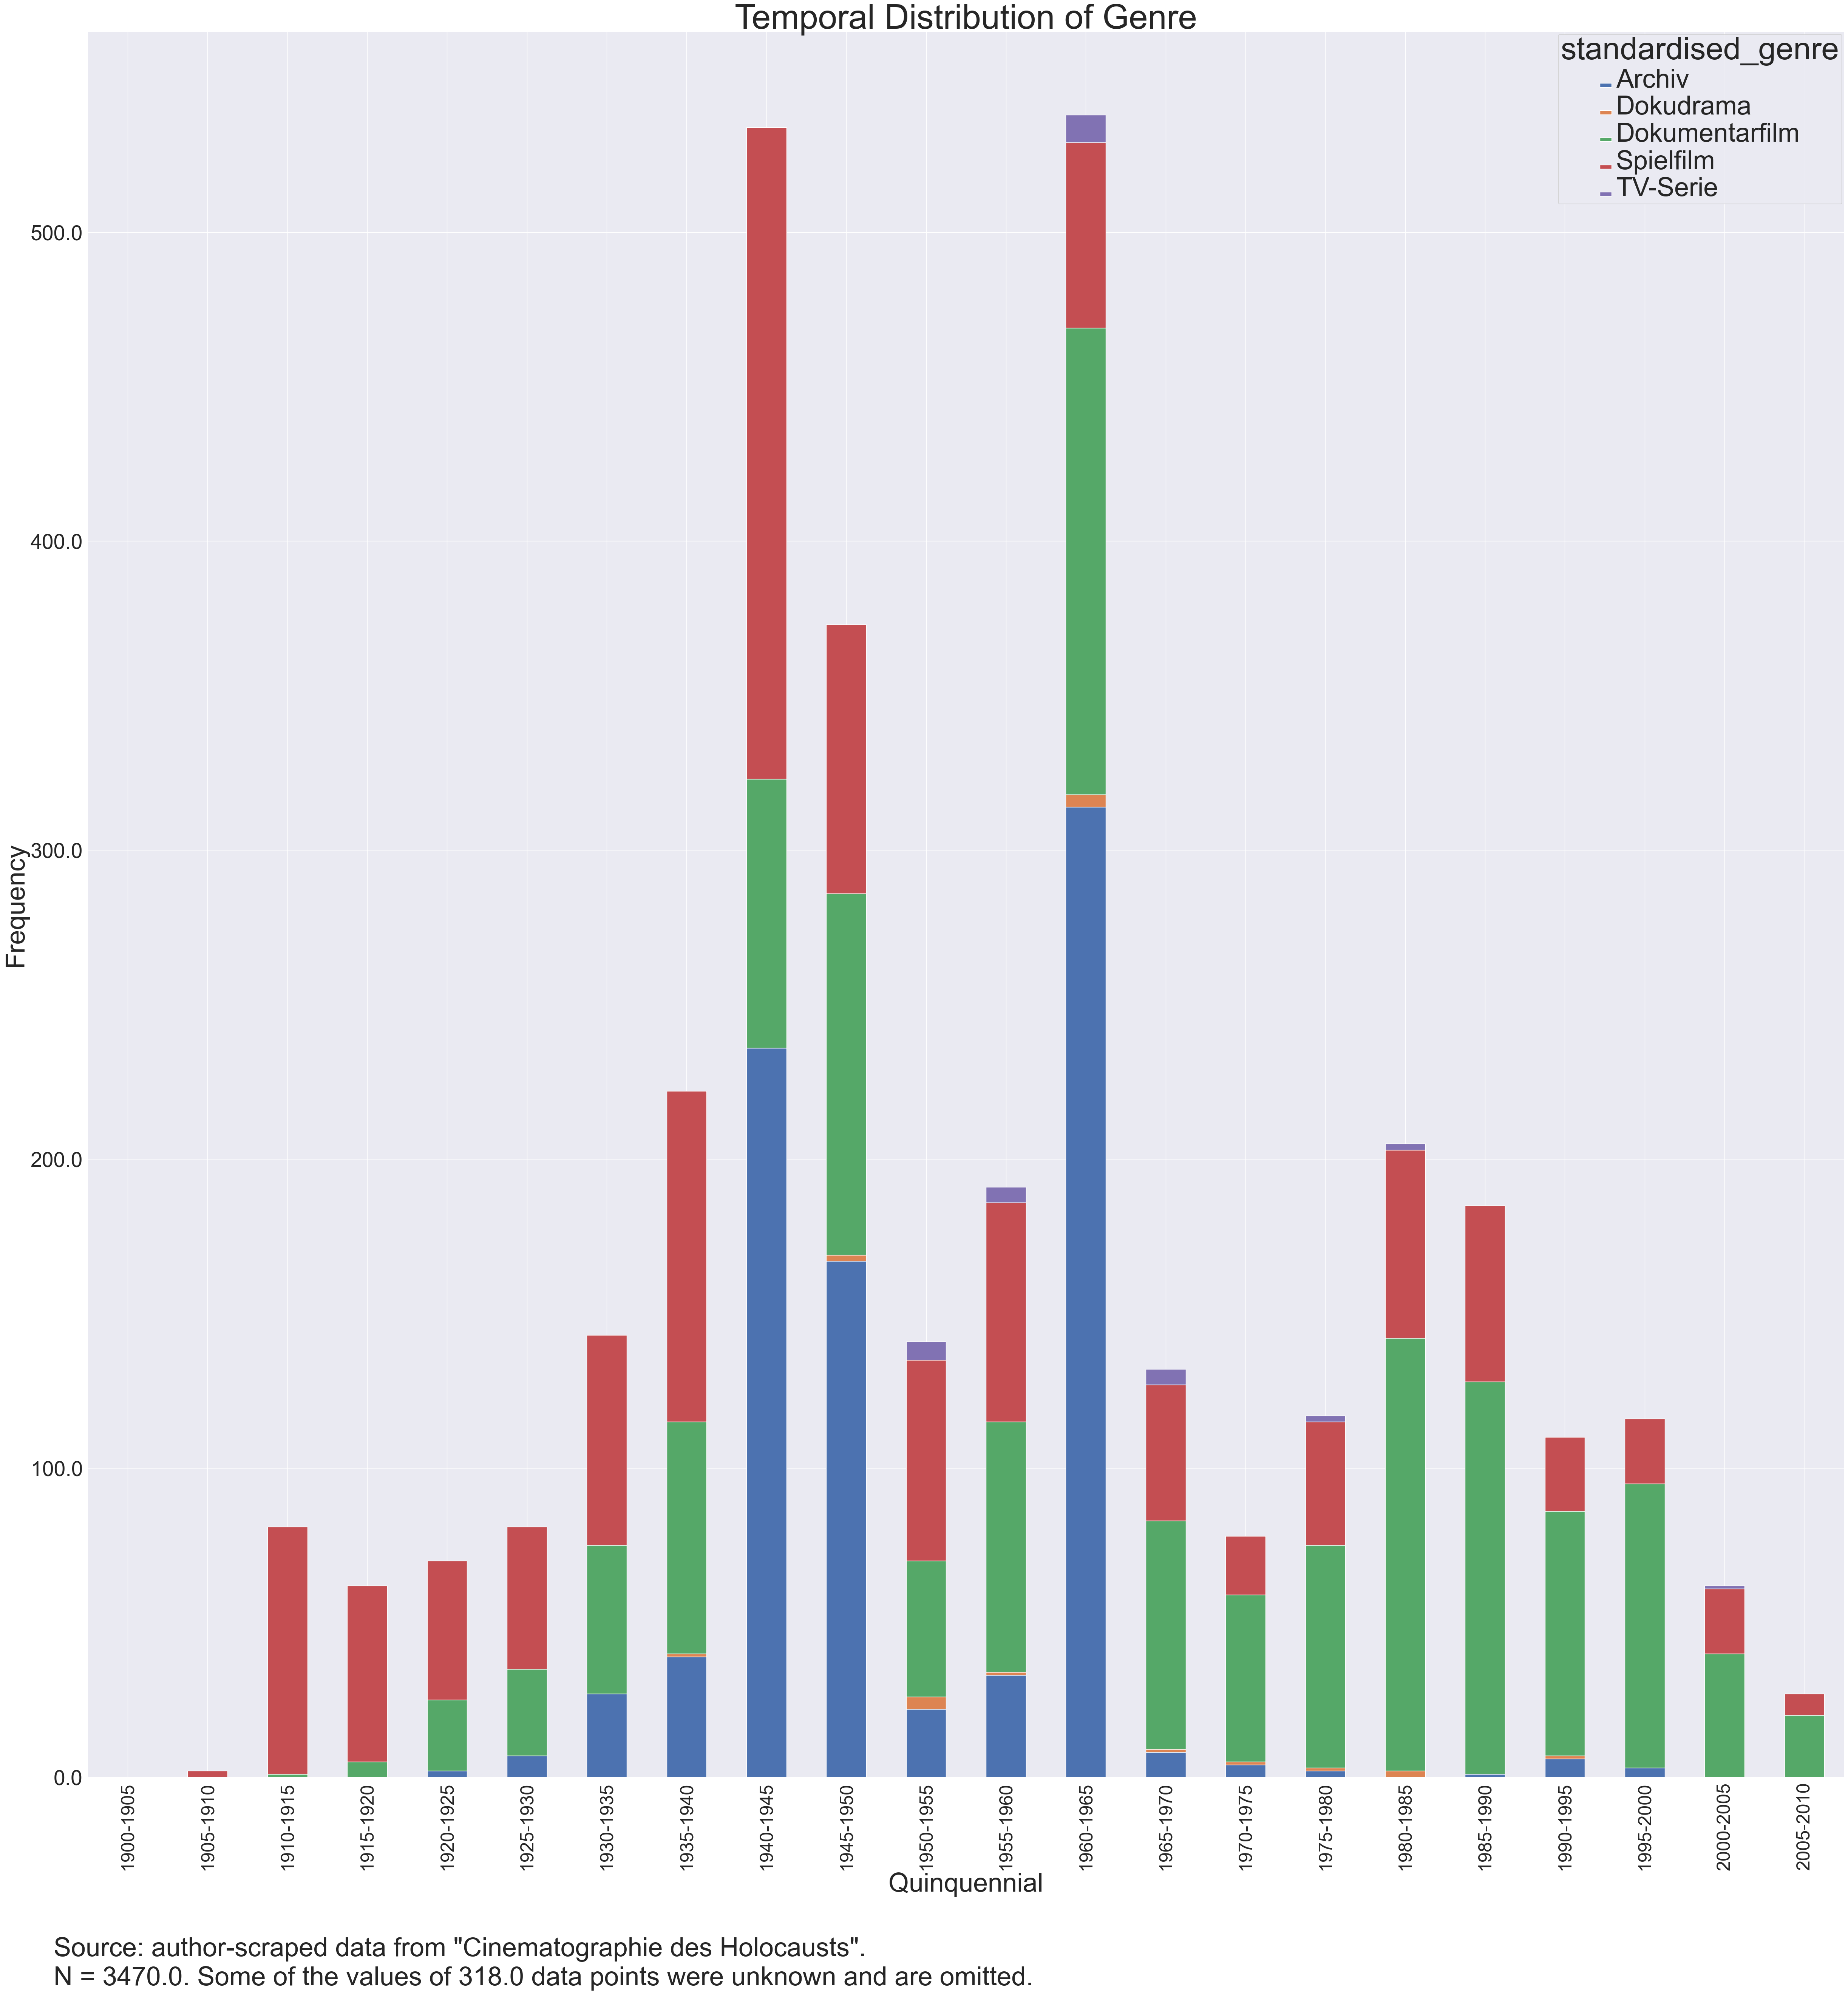 Temporal Distribution of Genre
standardised_genre
Archiv
Dokudrama
Dokumentarfilm
Spielfilm
TV-Serie
500.0
400.0
300.0
200.0
100.0
0.0
Frequency
1900-1905
1905-1910
1910-1915
1915-1920
1920-1925
1925-1930
1930-1935
1935-1940
1940-1945
1945-1950
1950-1955
1955-1960
1960-1965
1965-1970
1970-1975
1975-1980
1980-1985
1985-1990
1990-1995
1995-2000
2000-2005
2005-2010
Quinquennial
Source: author-scraped data from "Cinematographie des Holocausts".
N = 3470.0. Some of the values of 318.0 data points were unknown and are omitted.